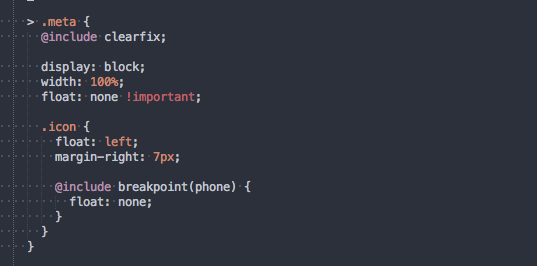 > .meta {
@include clearfix;
display: block;
width: 100%;
float: none !important;
.icon {
float: left;
margin-right: 7px;
@include breakpoint(phone) {
float: none;
}
}
}